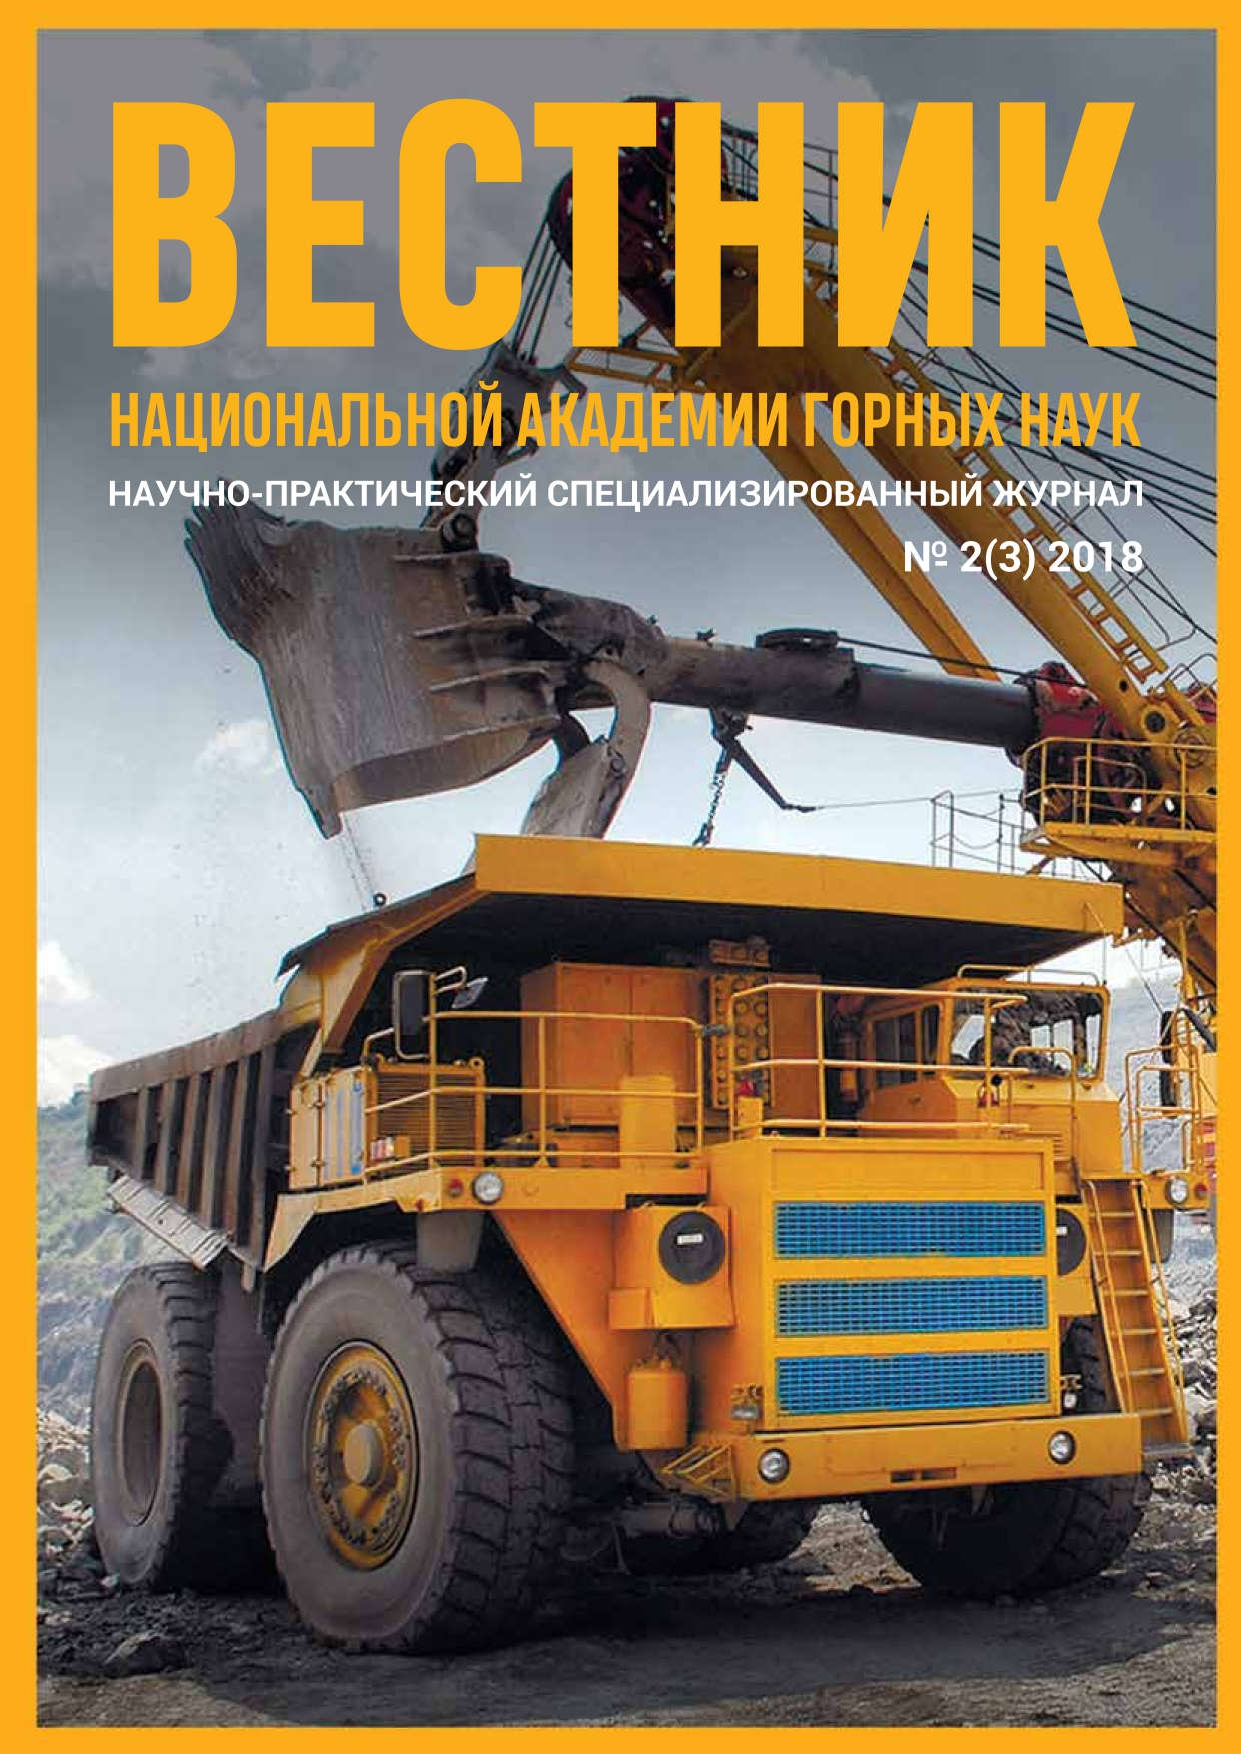 ВЕСТНИК
НАЦИОНАЛЬНОЙ АКАДЕМИИ ГОРНЫХ НАУК
НАУЧНО-ПРАКТИЧЕСКИЙ СПЕЦИАЛИЗИРОВАННЫЙ ЖУРНАЛ
№ 2(3) 2018